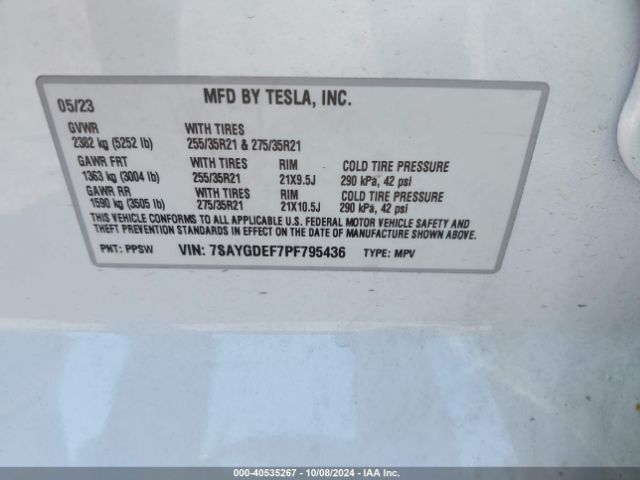 05/23 MFD BY TESLA, INC.
GVWR WITH TIRES
2382 kg (5252 lb) 255/35R21 & 275/35R21
GAWR FRT WITH TIRES RIM COLD TIRE PRESSURE
1363 kg (3004 lb) 255/35R21 21X9.5J 290 kPa, 42 psi
GAWR RR WITH TIRES RIM COLD TIRE PRESSURE
1590 kg (3505 lb) 275/35R21 21X10.5J 290 kPa, 42 psi
THIS VEHICLE CONFORMS TO ALL APPLICABLE U.S. FEDERAL MOTOR VEHICLE SAFETY AND
THEFT PREVENTION STANDARDS IN EFFECT ON THE DATE OF MANUFACTURE SHOWN ABOVE.
PNT: PPSW VIN: 7SAYGDEF7PF795436 TYPE: MPV
000-40535267 - 10/08/2024 - IAA Inc.